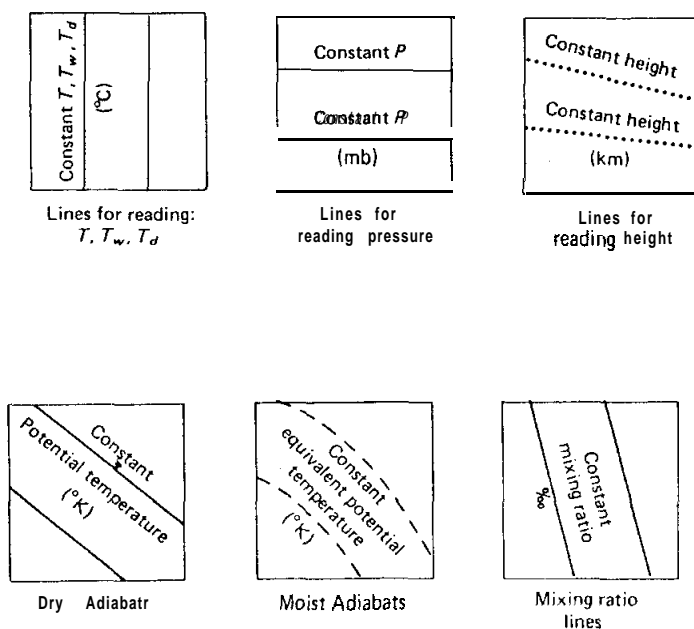 Constant T, Tw, Td
(°C)
Lines for reading:
T, Tw, Td
Constant P
Constant P
(mb)
Lines for
reading pressure
Constant height
Constant height
(km)
Lines for
reading height
Constant
Potential temperature
(°K)
Dry Adiabatr
Constant
equivalent potential
temperature
(°K)
Moist Adiabats
Constant
mixing ratio
‰
Mixing ratio
lines